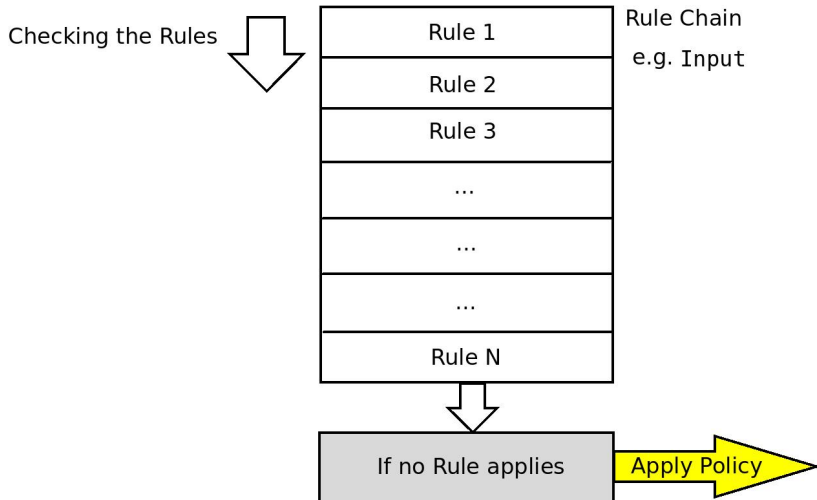 Checking the Rules
Rule 1
Rule 2
Rule 3
...
...
...
Rule N
Rule Chain
e.g. Input
If no Rule applies
Apply Policy